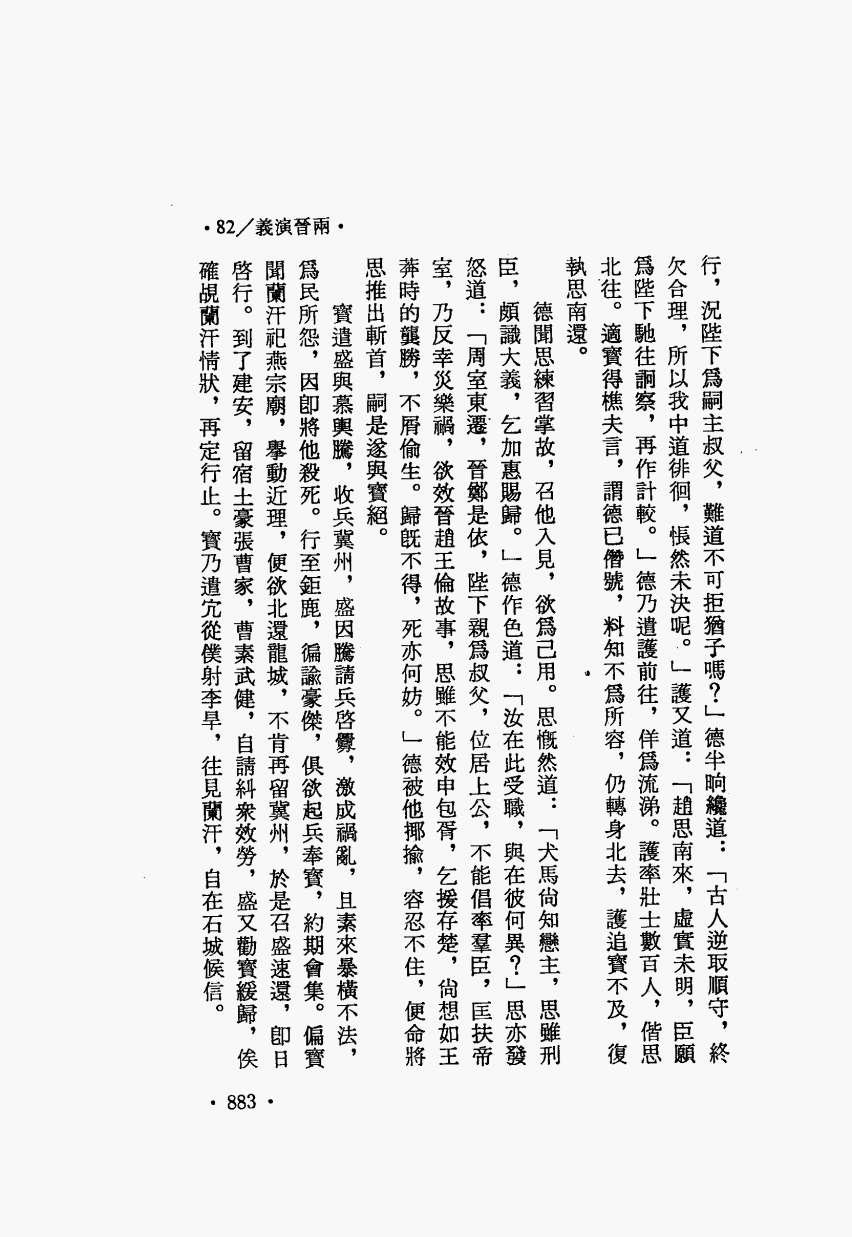 ·82／義演晉兩·
行，況陛下爲嗣主叔父，難道不可拒猶子嗎？」德半晌纔道：「古人逆取順守，終
欠合理，所以我中道徘徊，悵然未決呢。」護又道：「趙思南來，虛實未明，臣願
爲陛下馳往詗察，再作計較。」德乃遣護前往，佯爲流涕。護率壯士數百人，偕思
北往。適寶得樵夫言，謂德已僭號，料知不爲所容，仍轉身北去，護追寶不及，復
執思南還。
德聞思練習掌故，召他入見，欲爲己用。思慨然道：「犬馬尙知戀主，思雖刑
臣，頗識大義，乞加惠賜歸。」德作色道：「汝在此受職，與在彼何異？」思亦發
怒道：「周室東遷，晉鄭是依，陛下親爲叔父，位居上公，不能倡率羣臣，匡扶帝
室，乃反幸災樂禍，欲效晉趙王倫故事，思雖不能效申包胥，乞援存楚，尙想如王
莽時的龔勝，不屑偷生。歸旣不得，死亦何妨。」德被他揶揄，容忍不住，便命將
思推出斬首，嗣是遂與寶絕。
寶遣盛與慕輿騰，收兵冀州，盛因騰請兵啓釁，激成禍亂，且素來暴橫不法，
爲民所怨，因卽將他殺死。行至鉅鹿，徧諭豪傑，俱欲起兵奉寶，約期會集。偏寶
聞蘭汗祀燕宗廟，擧動近理，便欲北還龍城，不肯再留冀州，於是召盛速還，卽日
啓行。到了建安，留宿土豪張曹家，曹素武健，自請糾衆效勞，盛又勸寶緩歸，俟
確覘蘭汗情狀，再定行止。寶乃遣宂從僕射李旱，往見蘭汗，自在石城候信。
·883·